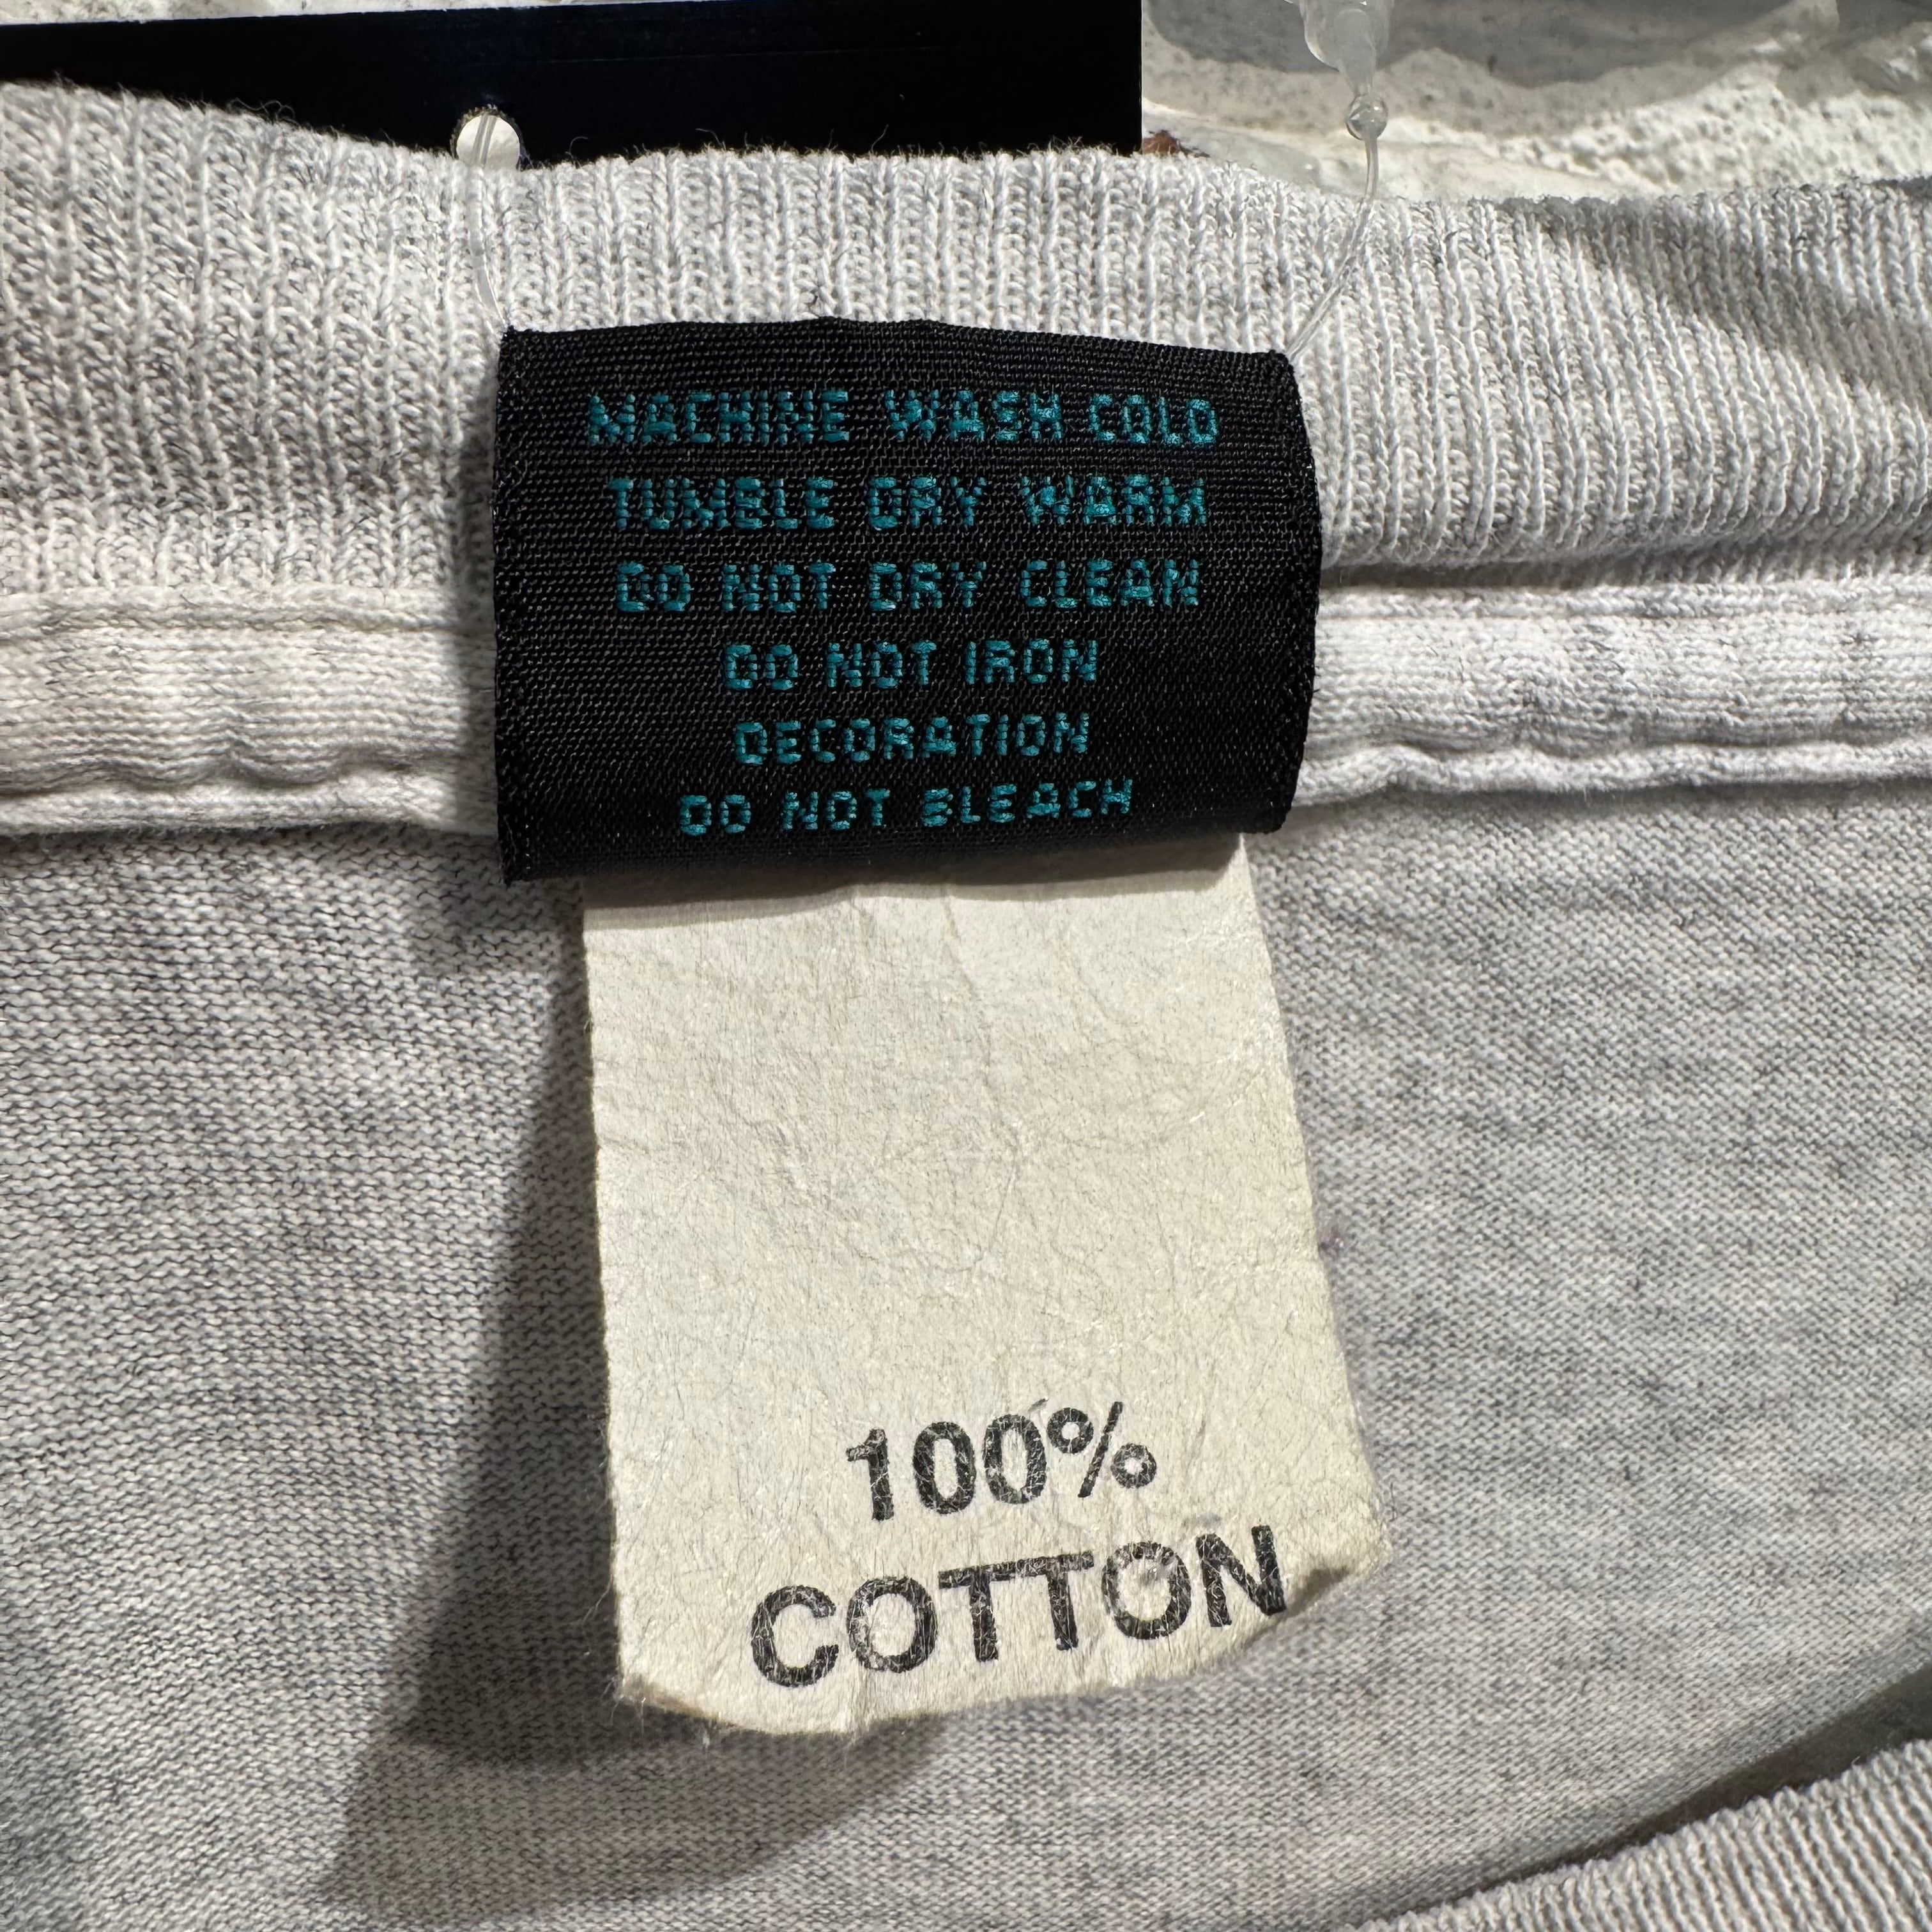 MACHINE WASH COLD
TUMBLE DRY WARM
DO NOT DRY CLEAN
DO NOT IRON
DECORATION
DO NOT BLEACH
100%
COTTON